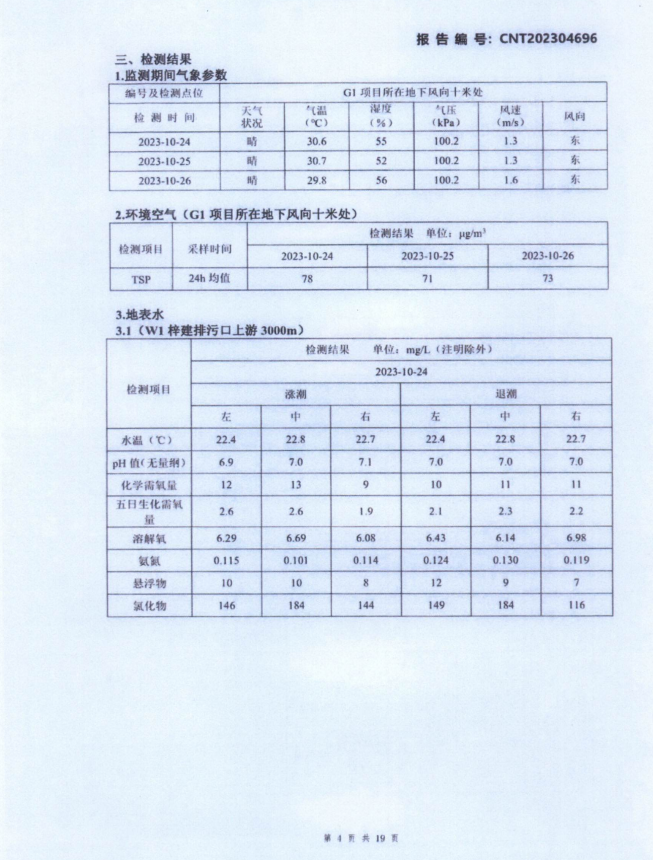 报 告 编 号: CNT202304696
三、检测结果
1.监测期间气象参数
编号及检测点位 G1 项目所在地下风向十米处
检 测 时 间 天气状况 气温（℃） 湿度（%） 气压（kPa） 风速（m/s） 风向
2023-10-24 晴 30.6 55 100.2 1.3 东
2023-10-25 晴 30.7 52 100.2 1.3 东
2023-10-26 晴 29.8 56 100.2 1.6 东
2.环境空气（G1 项目所在地下风向十米处）
检测项目 采样时间 检测结果 单位：μg/m³
2023-10-24 2023-10-25 2023-10-26
TSP 24h 均值 78 71 73
3.地表水
3.1（W1 梓建排污口上游 3000m）
检测项目 检测结果 单位：mg/L（注明除外）
2023-10-24
涨潮 退潮
左 中 右 左 中 右
水温（℃） 22.4 22.8 22.7 22.4 22.8 22.7
pH 值（无量纲） 6.9 7.0 7.1 7.0 7.0 7.0
化学需氧量 12 13 9 10 11 11
五日生化需氧量 2.6 2.6 1.9 2.1 2.3 2.2
溶解氧 6.29 6.69 6.08 6.43 6.14 6.98
氨氮 0.115 0.101 0.114 0.124 0.130 0.119
悬浮物 10 10 8 12 9 7
氯化物 146 184 144 149 184 116
第 4 页 共 19 页